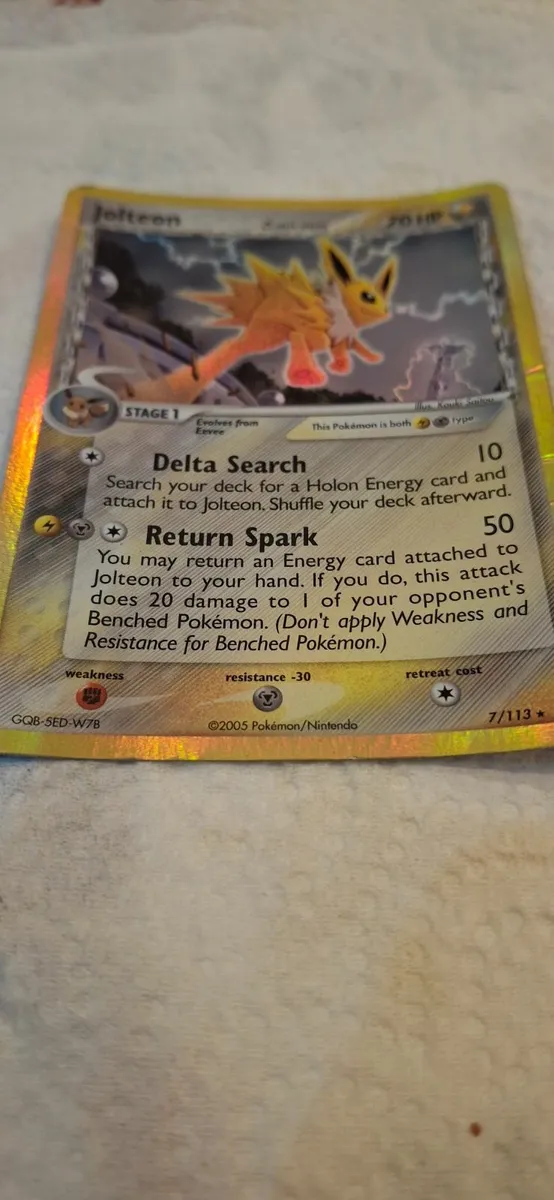 Jolteon 70 HP
STAGE 1
Evolves from
Eevee
This Pokémon is both type
Delta Search 10
Search your deck for a Holon Energy card and
attach it to Jolteon. Shuffle your deck afterward.
Return Spark 50
You may return an Energy card attached to
Jolteon to your hand. If you do, this attack
does 20 damage to 1 of your opponent's
Benched Pokémon. (Don't apply Weakness and
Resistance for Benched Pokémon.)
weakness resistance -30 retreat cost
GQB-5ED-W7B ©2005 Pokémon/Nintendo 7/113